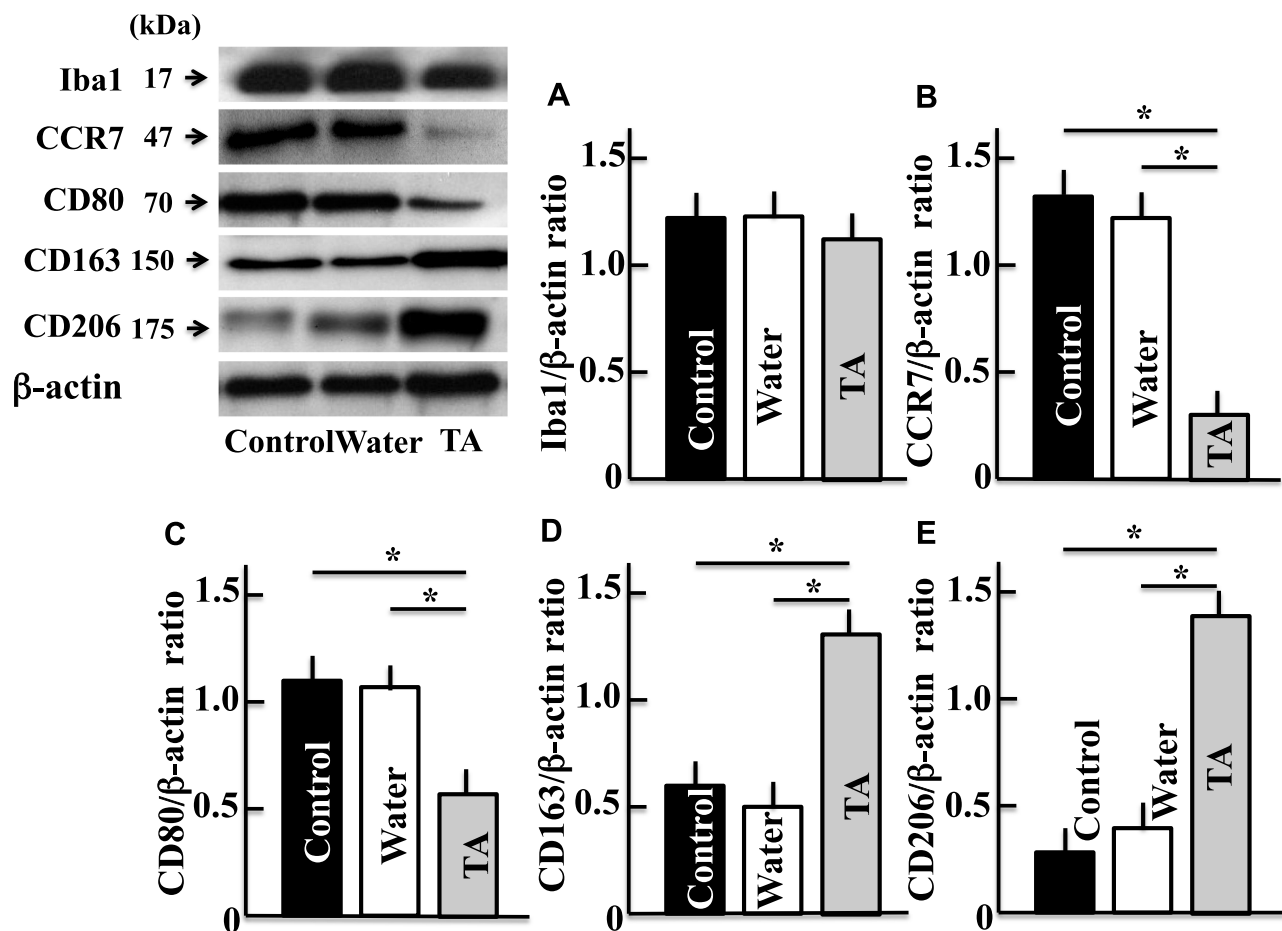 (kDa)
Iba1 17
CCR7 47
CD80 70
CD163 150
CD206 175
β-actin
Control Water TA
A
Iba1/β-actin ratio
1.5
1.0
0.5
0
Control
Water
TA
B
CCR7/β-actin ratio
1.5
1.0
0.5
0
Control
Water
TA
*
*
C
CD80/β-actin ratio
1.5
1.0
0.5
0
Control
Water
TA
*
*
D
CD163/β-actin ratio
1.5
1.0
0.5
0
Control
Water
TA
*
*
E
CD206/β-actin ratio
1.5
1.0
0.5
0
Control
Water
TA
*
*